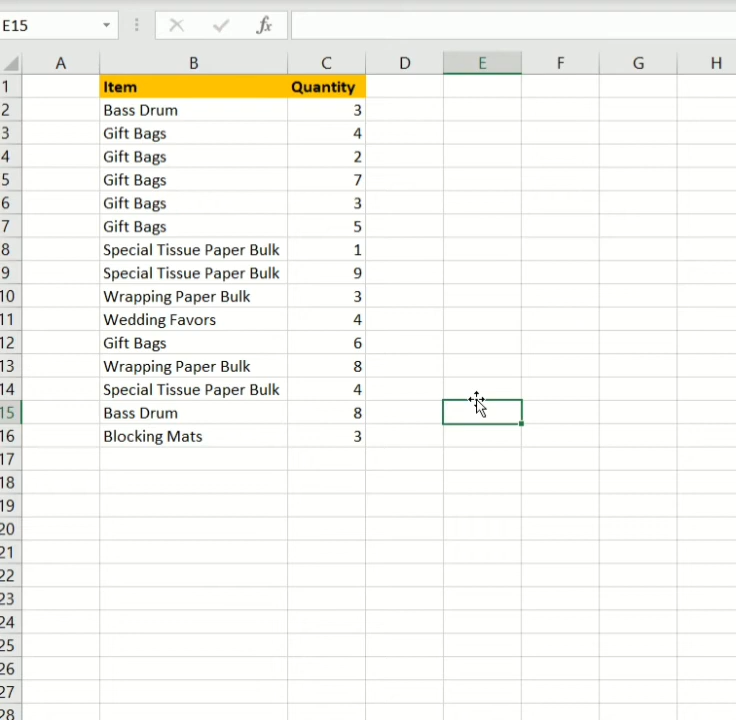 E15 fx
A B C D E F G H
1 Item Quantity
2 Bass Drum 3
3 Gift Bags 4
4 Gift Bags 2
5 Gift Bags 7
6 Gift Bags 3
7 Gift Bags 5
8 Special Tissue Paper Bulk 1
9 Special Tissue Paper Bulk 9
10 Wrapping Paper Bulk 3
11 Wedding Favors 4
12 Gift Bags 6
13 Wrapping Paper Bulk 8
14 Special Tissue Paper Bulk 4
15 Bass Drum 8
16 Blocking Mats 3
17
18
19
20
21
22
23
24
25
26
27
28